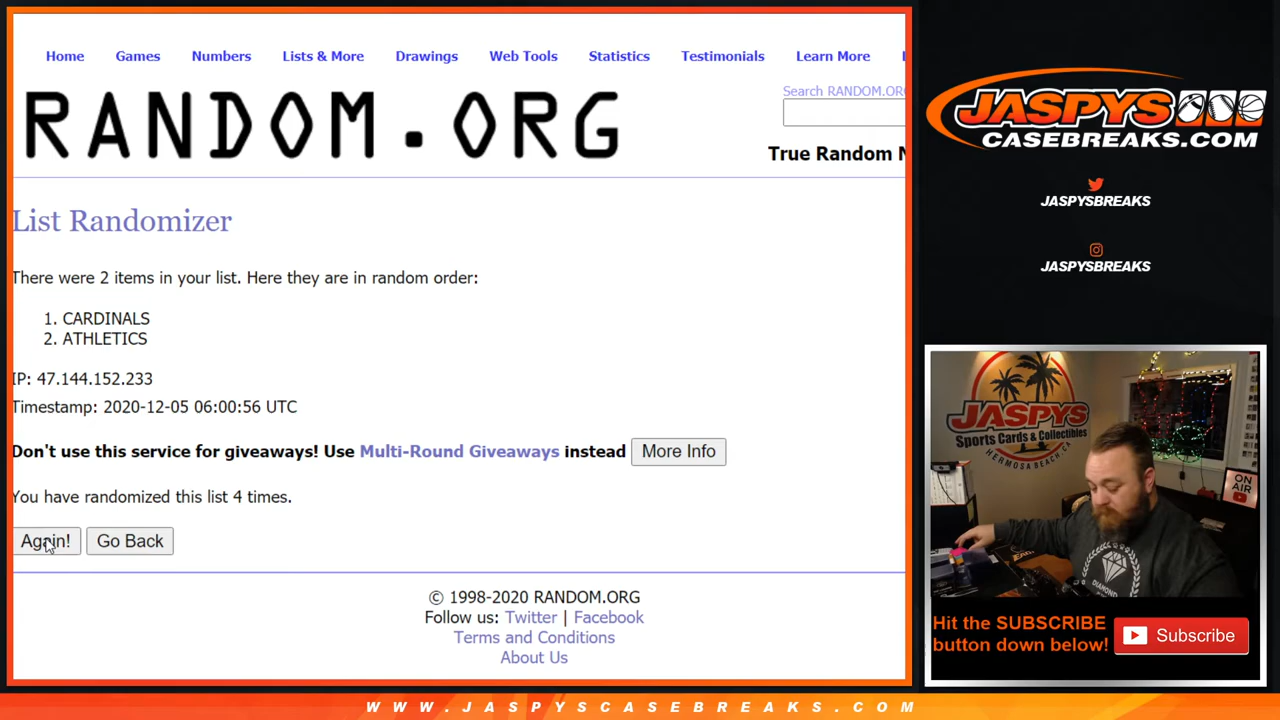 Home Games Numbers Lists & More Drawings Web Tools Statistics Testimonials Learn More
RANDOM.ORG
Search RANDOM.ORG
True Random N
List Randomizer
There were 2 items in your list. Here they are in random order:
1. CARDINALS
2. ATHLETICS
IP: 47.144.152.233
Timestamp: 2020-12-05 06:00:56 UTC
Don't use this service for giveaways! Use Multi-Round Giveaways instead More Info
You have randomized this list 4 times.
Again! Go Back
© 1998-2020 RANDOM.ORG
Follow us: Twitter | Facebook
Terms and Conditions
About Us
JASPYS
CASEBREAKS.COM
JASPYSBREAKS
JASPYSBREAKS
JASPYS
Sports Cards & Collectibles
HERMOSA BEACH, CA
ON AIR
DIAMOND
Hit the SUBSCRIBE
button down below!
Subscribe
WWW.JASPYSCASEBREAKS.COM